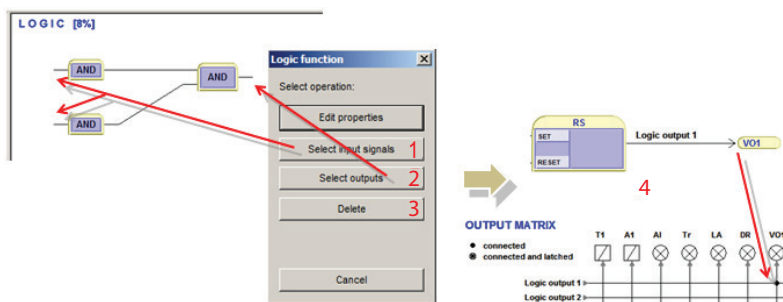 LOGIC [8%]
AND
AND
AND
Logic function
Select operation:
Edit properties
Select input signals 1
Select outputs 2
Delete 3
Cancel
RS
SET
RESET
Logic output 1
VO1
4
OUTPUT MATRIX
connected
connected and latched
T1 A1 AI Tr LA DR VO1
Logic output 1
Logic output 2